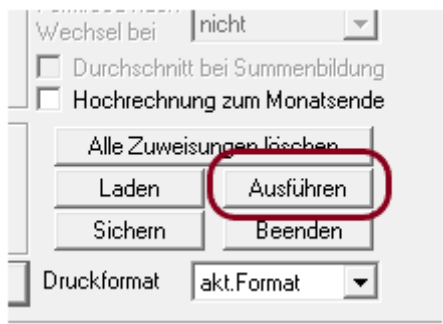 Wechsel bei nicht
Durchschnitt bei Summenbildung
Hochrechnung zum Monatsende
Alle Zuweisungen löschen
Laden Ausführen
Sichern Beenden
Druckformat akt.Format